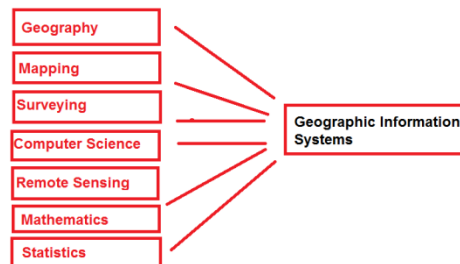 Geography
Mapping
Surveying
Computer Science
Remote Sensing
Mathematics
Statistics
Geographic Information
Systems